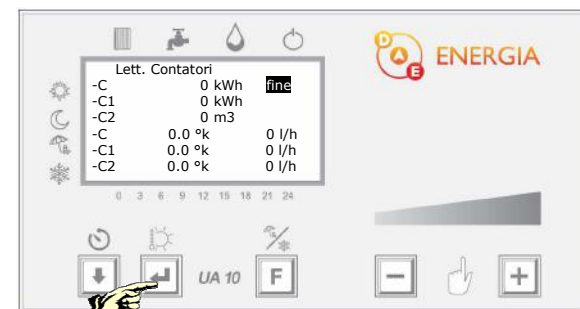 D A E ENERGIA
Lett. Contatori
-C 0 kWh fine
-C1 0 kWh
-C2 0 m3
-C 0.0 °k 0 l/h
-C1 0.0 °k 0 l/h
-C2 0.0 °k 0 l/h
0 3 6 9 12 15 18 21 24
UA 10 F